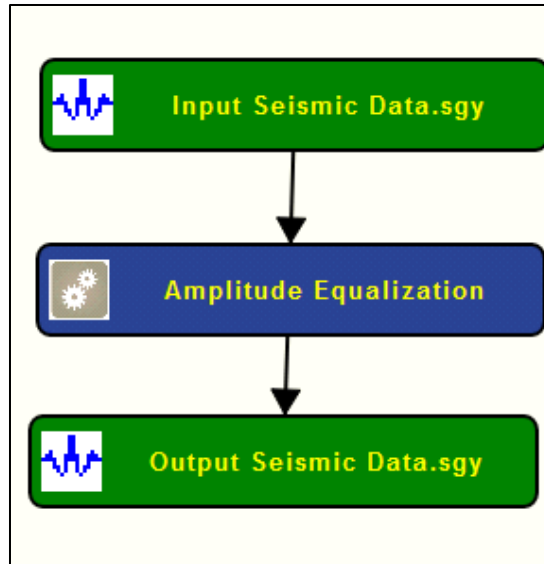 Input Seismic Data.sgy
Amplitude Equalization
Output Seismic Data.sgy